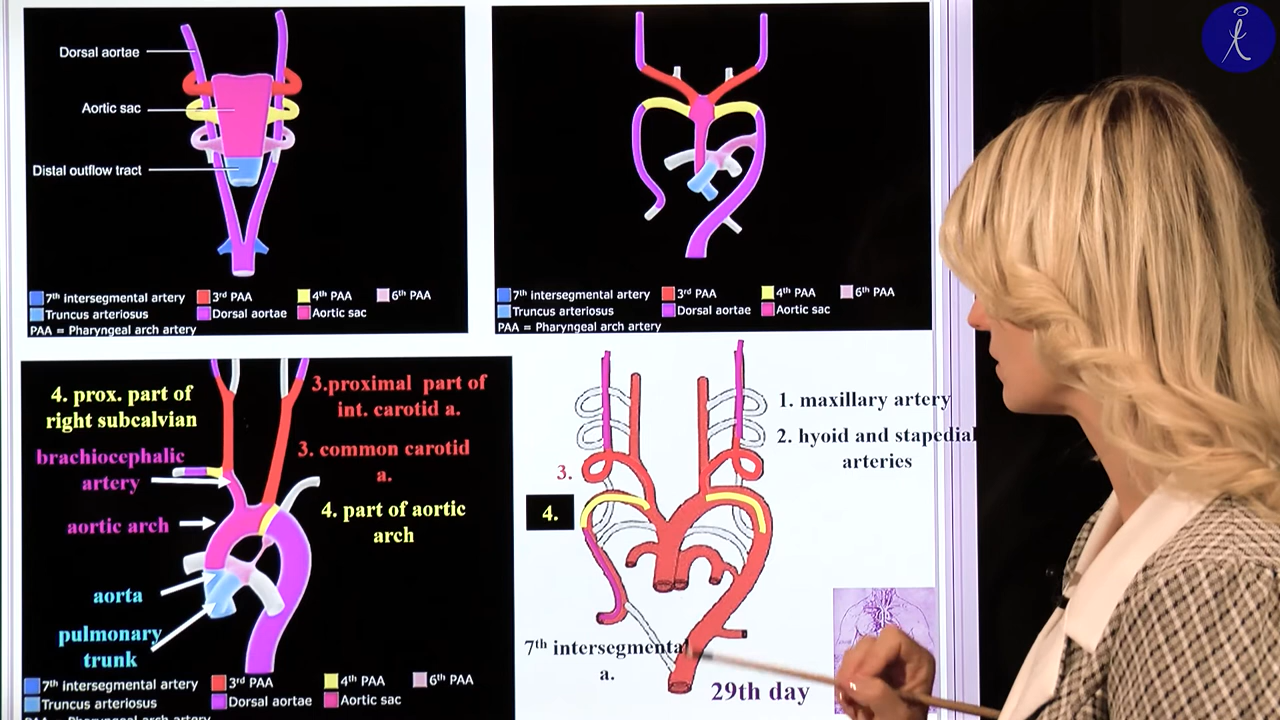 Dorsal aortae
Aortic sac
Distal outflow tract
7th intersegmental artery
3rd PAA
4th PAA
6th PAA
Truncus arteriosus
Dorsal aortae
Aortic sac
PAA = Pharyngeal arch artery
7th intersegmental artery
3rd PAA
4th PAA
6th PAA
Truncus arteriosus
Dorsal aortae
Aortic sac
PAA = Pharyngeal arch artery
4. prox. part of
right subcalvian
brachiocephalic
artery
aortic arch
aorta
pulmonary
trunk
3.proximal part of
int. carotid a.
3. common carotid
a.
4. part of aortic
arch
7th intersegmental artery
3rd PAA
4th PAA
6th PAA
Truncus arteriosus
Dorsal aortae
Aortic sac
PAA = Pharyngeal arch artery
1. maxillary artery
2. hyoid and stapedial
arteries
3.
4.
7th intersegmental
a.
29th day